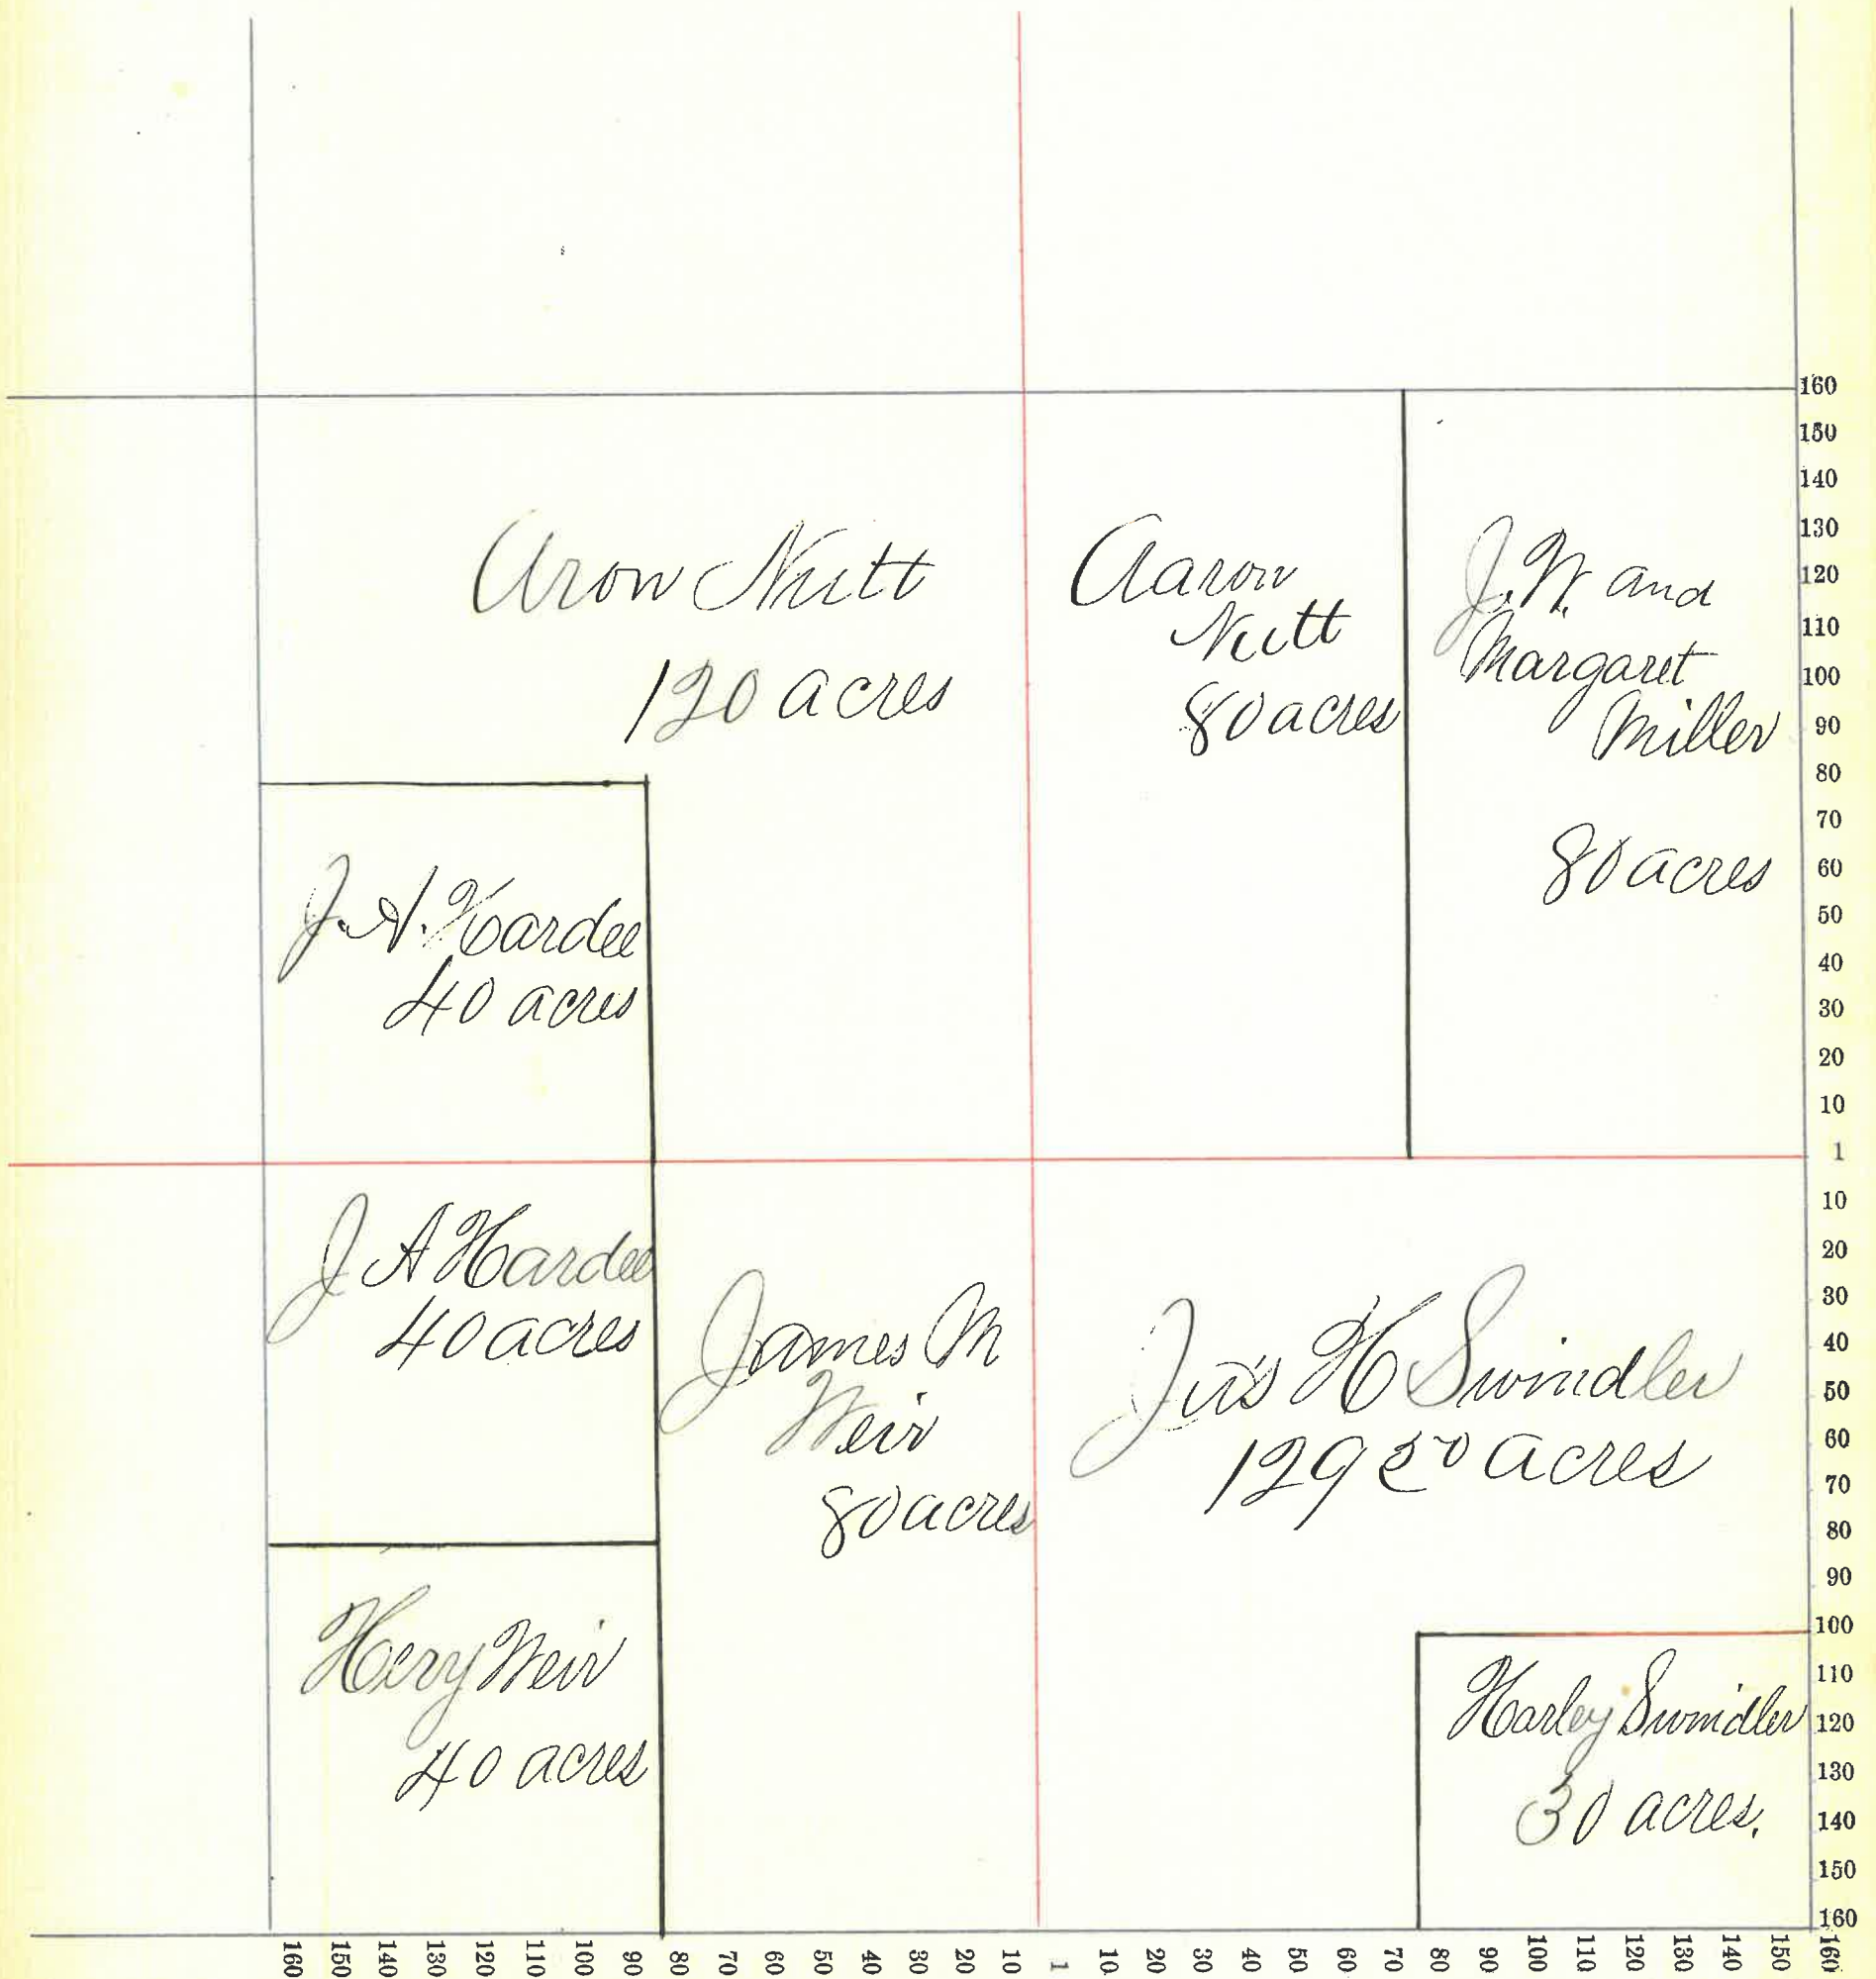 Aron Nutt
120 acres
Aaron
Nutt
80 acres
J. W. and
Margaret
Miller
80 acres
J. A. Hardee
40 acres
J A Hardee
40 acres
James M
Weir
80 acres
H Swindler
129 50 acres
Weir
40 acres
Harley Swindler
30 acres.
160
150
140
130
120
110
100
90
80
70
60
50
40
30
20
10
1
10
20
30
40
50
60
70
80
90
100
110
120
130
140
150
160
160 150 140 130 120 110 100 90 80 70 60 50 40 30 20 10 1 10 20 30 40 50 60 70 80 90 100 110 120 130 140 150 160